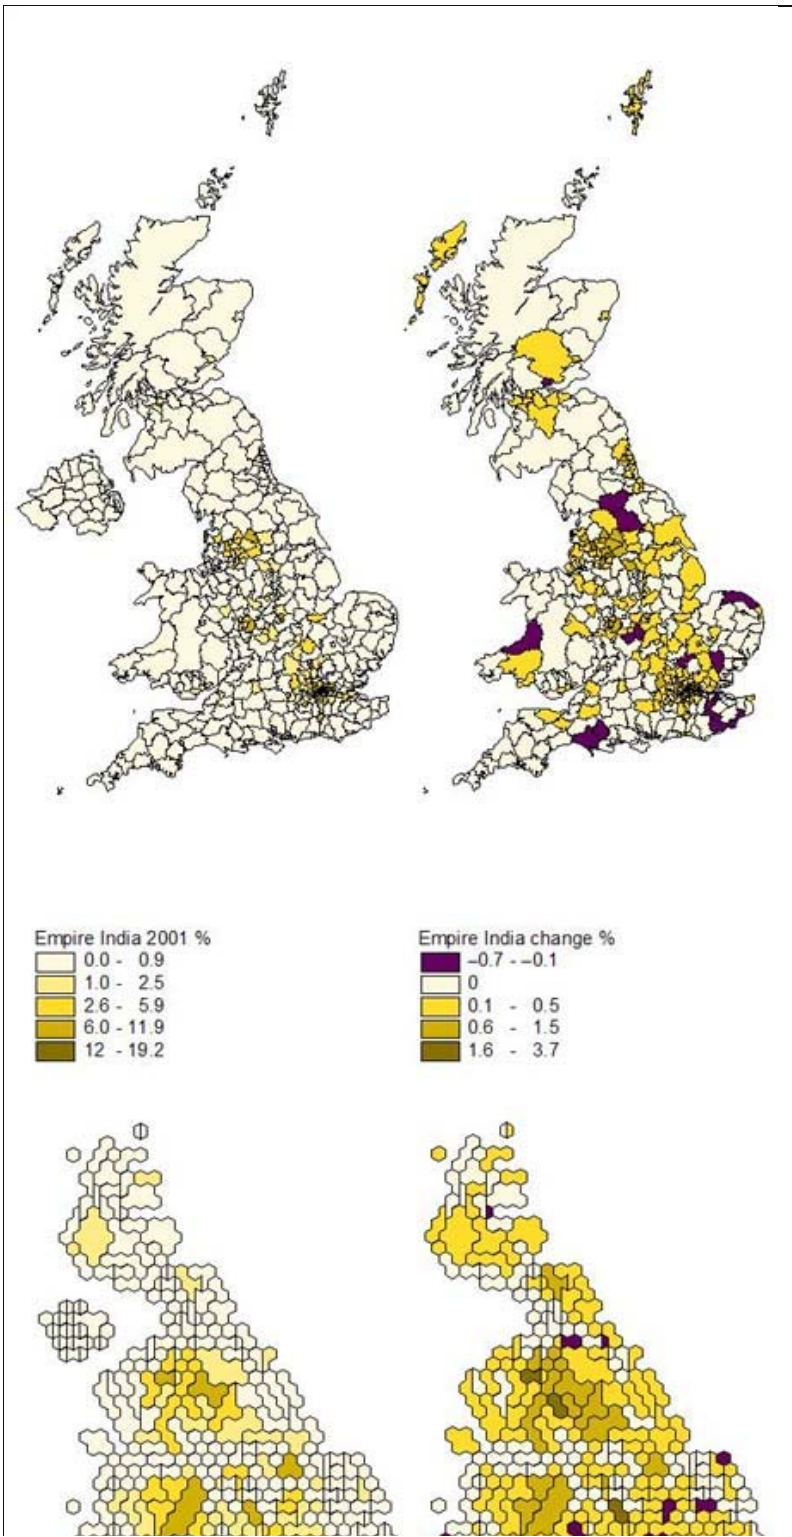 Empire India 2001 %
0.0 - 0.9
1.0 - 2.5
2.6 - 5.9
6.0 - 11.9
12 - 19.2
Empire India change %
–0.7 - –0.1
0
0.1 - 0.5
0.6 - 1.5
1.6 - 3.7